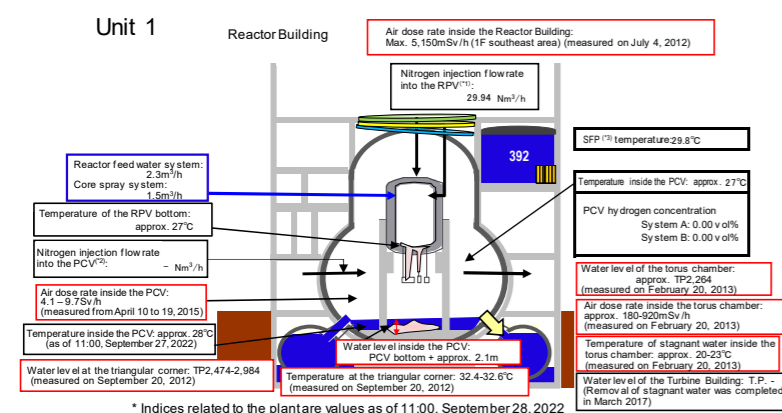 Unit 1
Reactor Building
Air dose rate inside the Reactor Building:
Max. 5,150mSv/h (1F southeast area) (measured on July 4, 2012)
Nitrogen injection flow rate
into the RPV(*1):
29.94 Nm3/h
392
SFP (*3) temperature:29.8℃
Reactor feed water system:
2.3m3/h
Core spray system:
1.5m3/h
Temperature inside the PCV: approx. 27℃
PCV hydrogen concentration
System A: 0.00 vol%
System B: 0.00 vol%
Temperature of the RPV bottom:
approx. 27℃
Nitrogen injection flow rate
into the PCV(*2):
－ Nm3/h
Water level of the torus chamber:
approx. TP2,264
(measured on February 20, 2013)
Air dose rate inside the PCV:
4.1 – 9.7Sv/h
(measured from April 10 to 19, 2015)
Air dose rate inside the torus chamber:
approx. 180-920mSv/h
(measured on February 20, 2013)
Temperature inside the PCV: approx. 28℃
(as of 11:00, September 27,2022)
Water level inside the PCV:
PCV bottom + approx. 2.1m
Temperature of stagnant water inside the
torus chamber: approx. 20-23℃
(measured on February 20, 2013)
Water level at the triangular corner: TP2,474-2,984
(measured on September 20, 2012)
Temperature at the triangular corner: 32.4-32.6℃
(measured on September 20, 2012)
Water level of the Turbine Building: T.P. -
(Removal of stagnant water was completed
in March 2017)
* Indices related to the plant are values as of 11:00, September 28, 2022